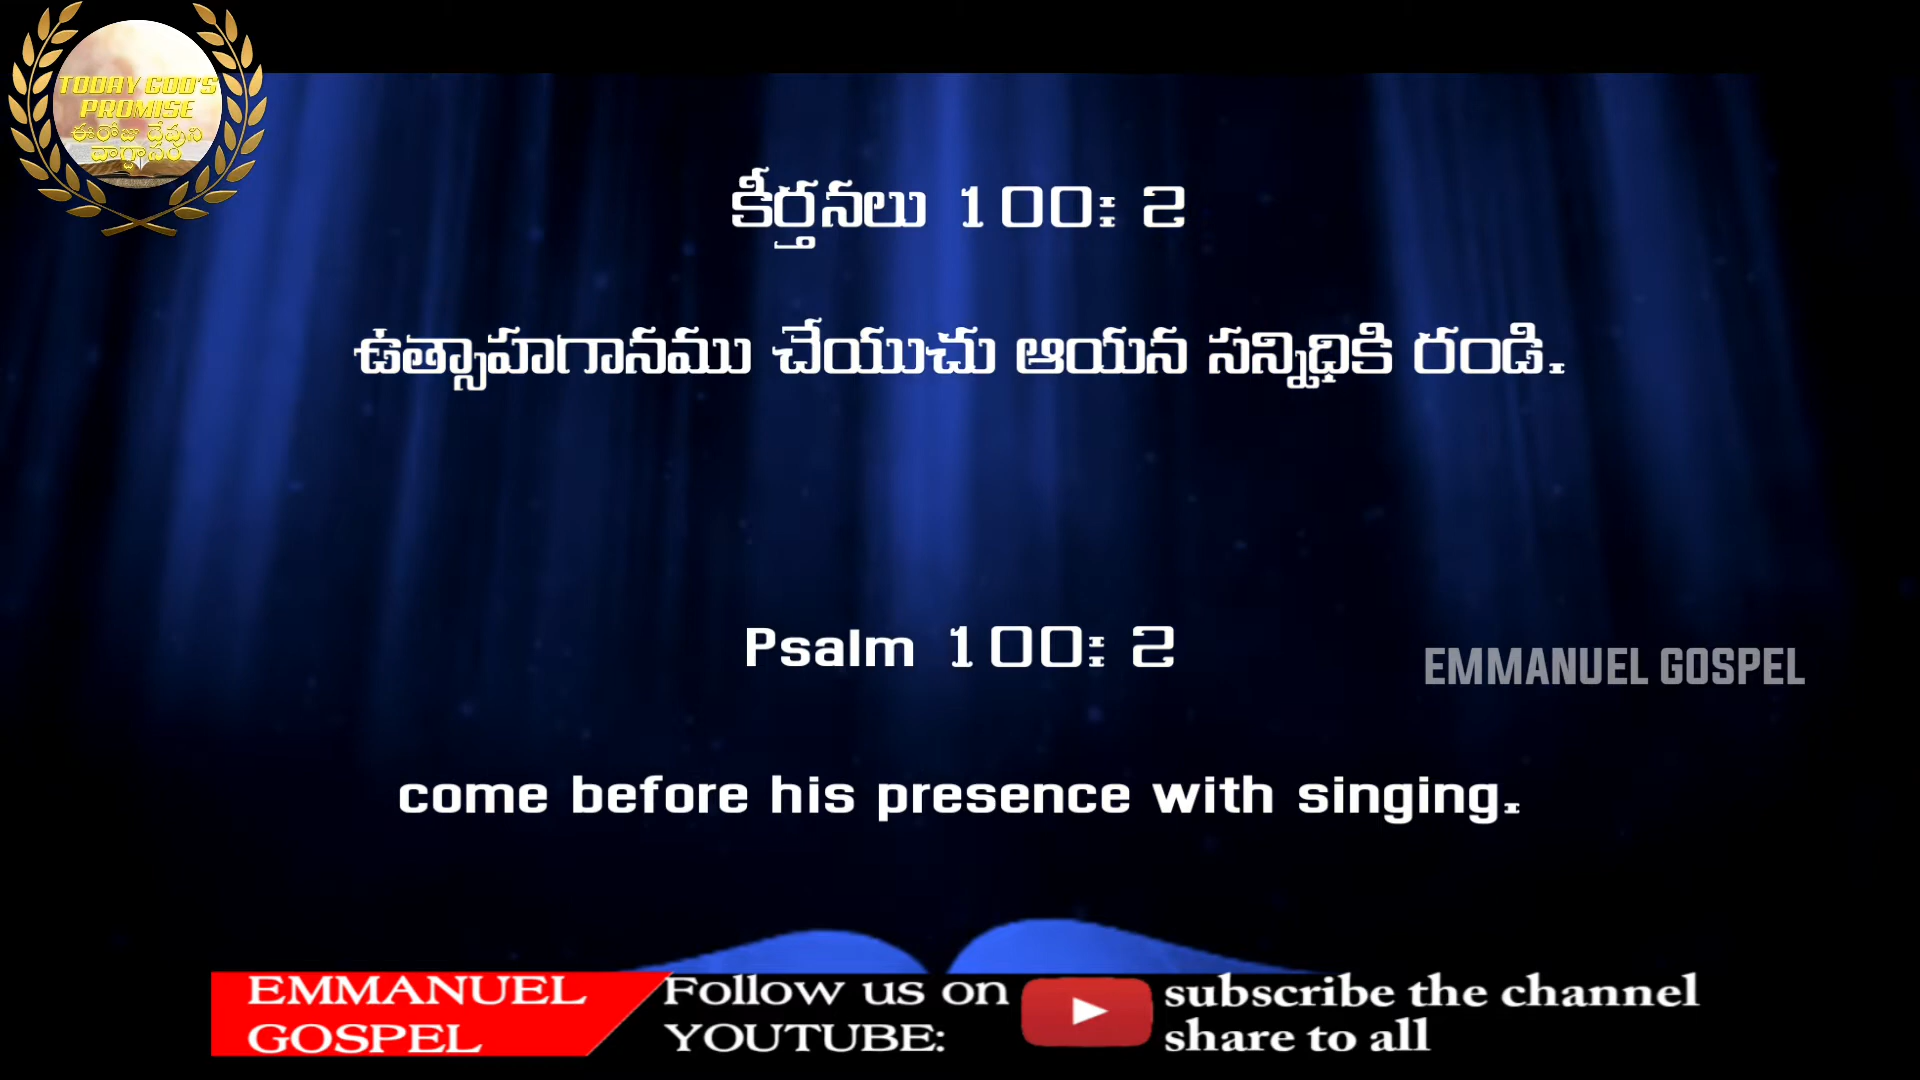 TODAY GOD'S
PROMISE
ఈరోజు దేవుని
వాగ్దానం
కీర్తనలు 100: 2
ఉత్సాహగానము చేయుచు ఆయన సన్నిధికి రండి.
Psalm 100: 2
EMMANUEL GOSPEL
come before his presence with singing.
EMMANUEL
GOSPEL
Follow us on
YOUTUBE:
subscribe the channel
share to all